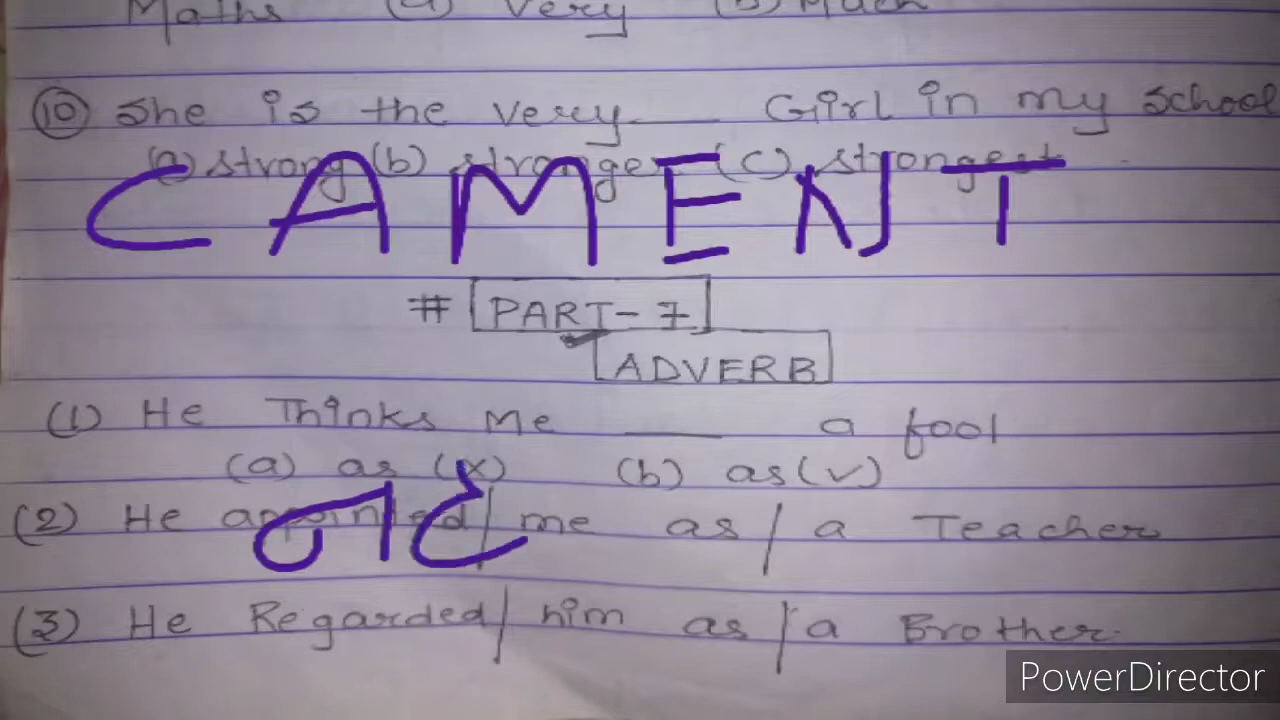 Maths (a) Very (b) Much
(10) She is the very ___ Girl in my School
(a) strong (b) stronger (c) strongest
CAMENT
# PART-7
ADVERB
(1) He Thinks Me ___ a fool
(a) as (x) (b) as (v)
(2) He appointed / me as / a Teacher
(3) He Regarded / him as / a Brother.
PowerDirector